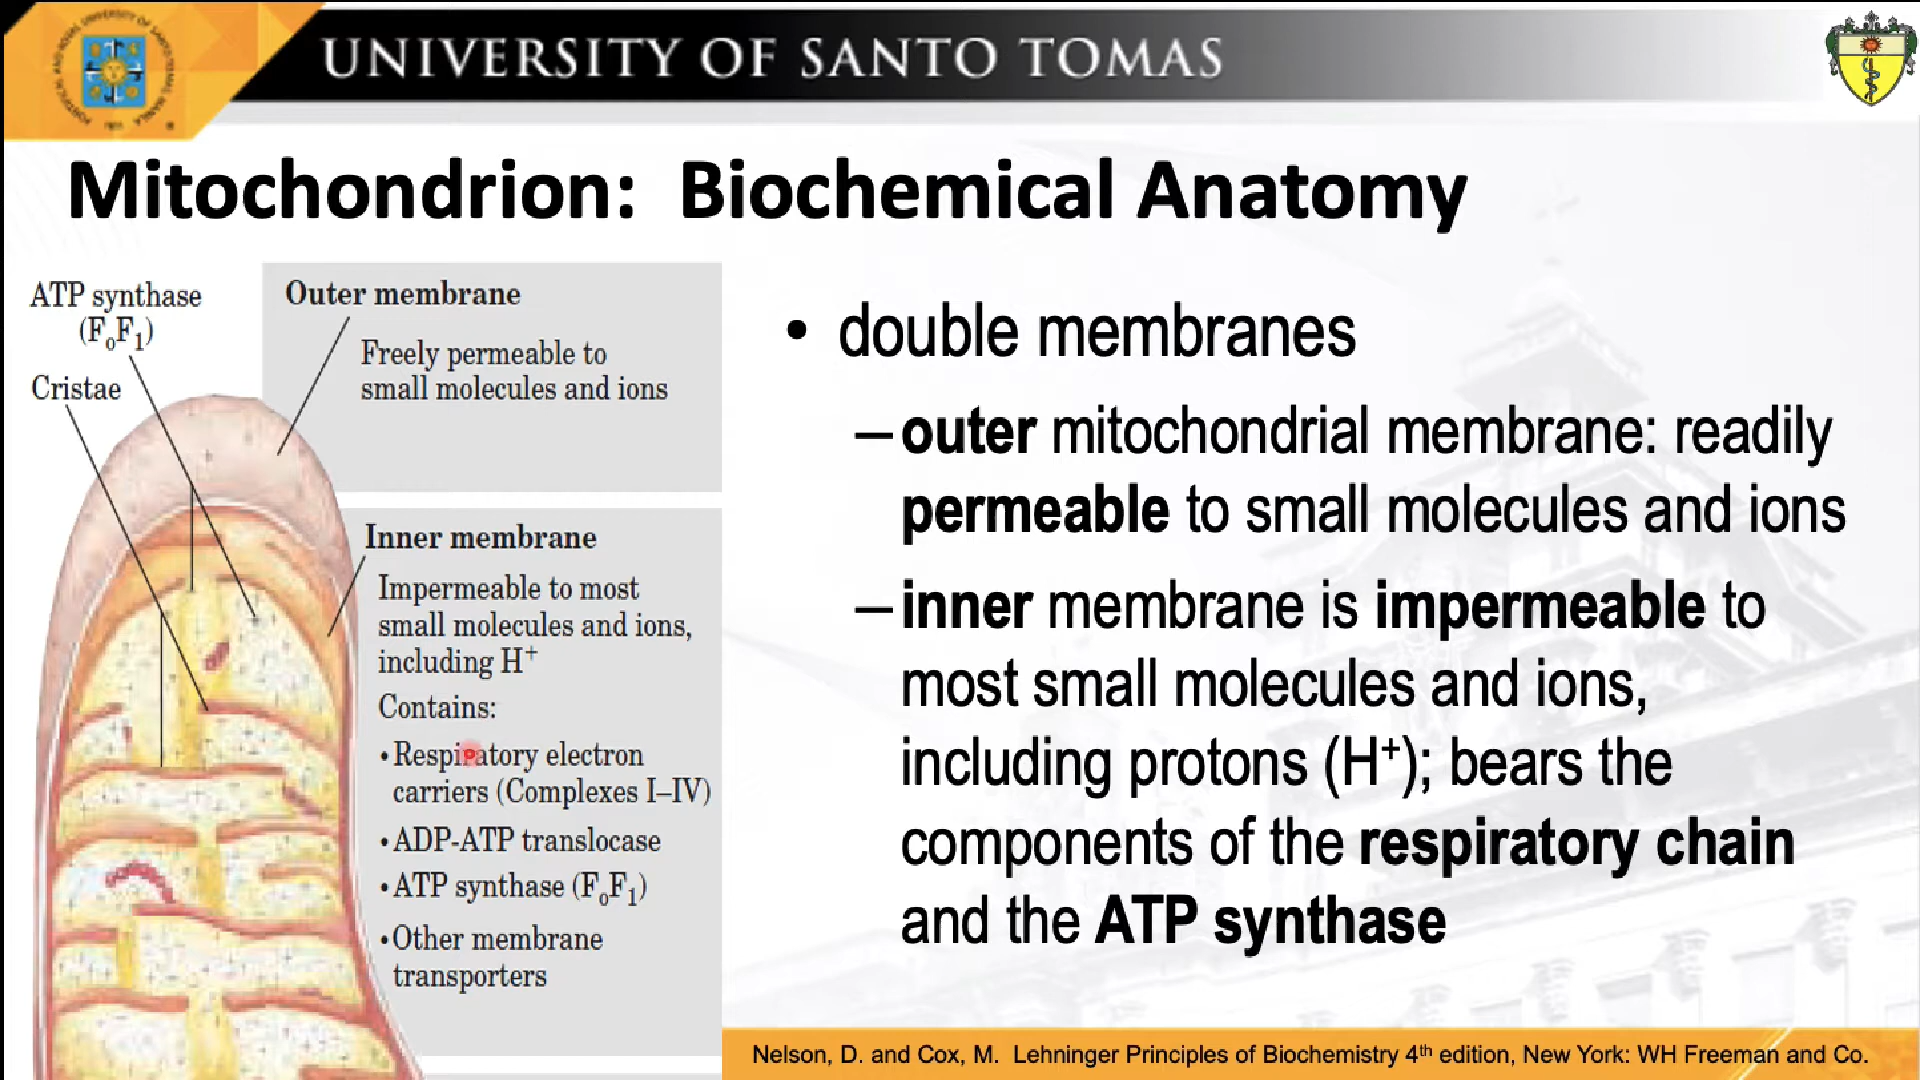 UNIVERSITY OF SANTO TOMAS
Mitochondrion: Biochemical Anatomy
ATP synthase
(FₒF₁)
Cristae
Outer membrane
Freely permeable to
small molecules and ions
Inner membrane
Impermeable to most
small molecules and ions,
including H⁺
Contains:
• Respiratory electron
carriers (Complexes I–IV)
• ADP-ATP translocase
• ATP synthase (FₒF₁)
• Other membrane
transporters
• double membranes
– outer mitochondrial membrane: readily
permeable to small molecules and ions
– inner membrane is impermeable to
most small molecules and ions,
including protons (H⁺); bears the
components of the respiratory chain
and the ATP synthase
Nelson, D. and Cox, M. Lehninger Principles of Biochemistry 4ᵗʰ edition, New York: WH Freeman and Co.